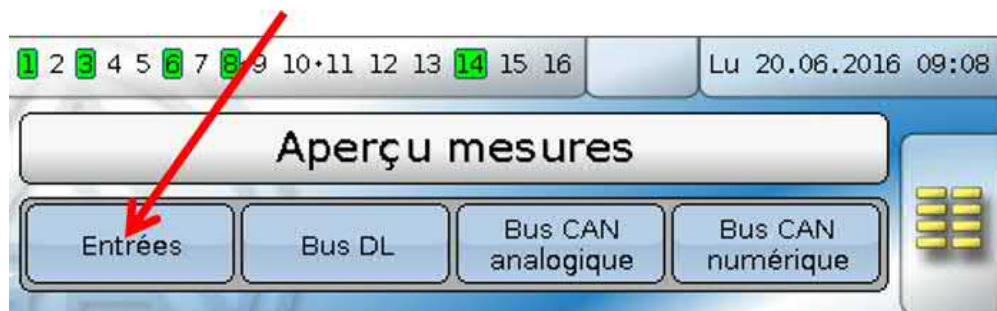 1 2 3 4 5 6 7 8 9 10 11 12 13 14 15 16 Lu 20.06.2016 09:08
Aperçu mesures
Entrées Bus DL Bus CAN analogique Bus CAN numérique